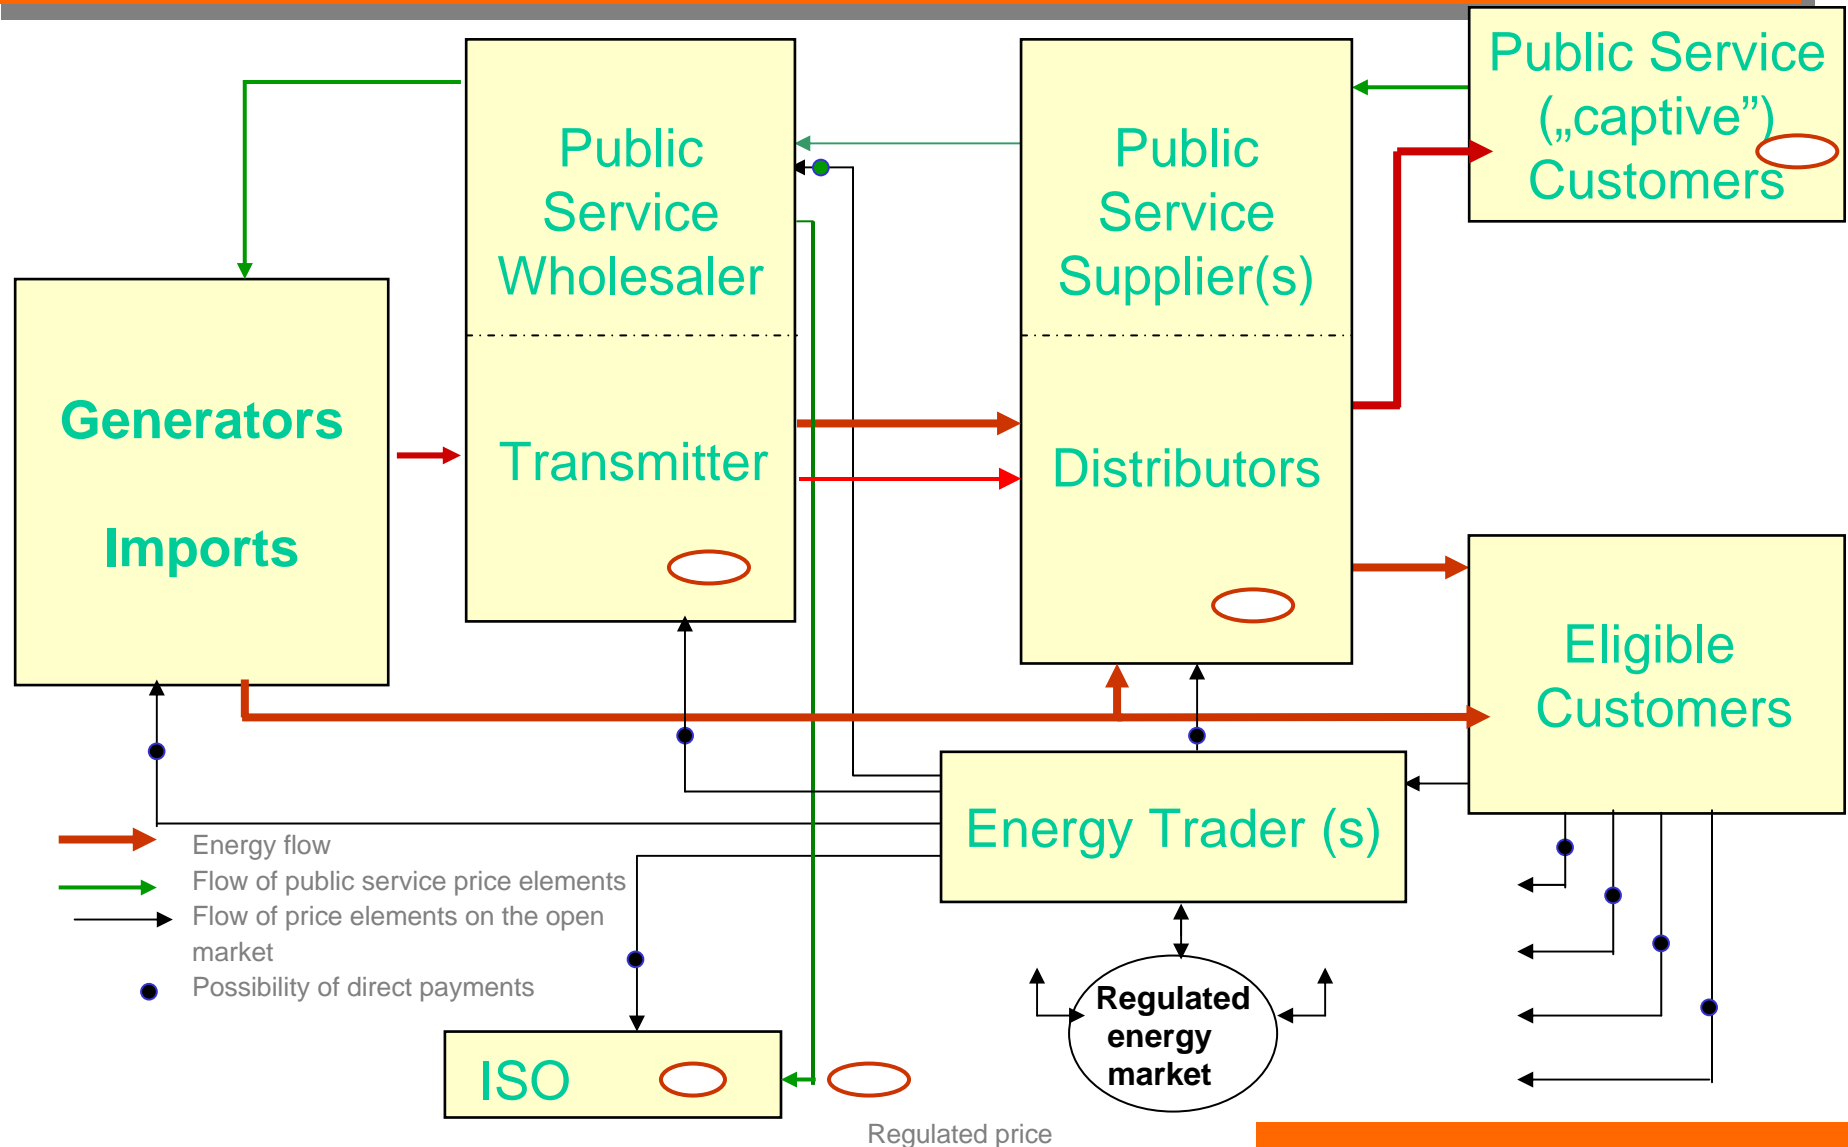 Public Service
(„captive”)
Customers
Public
Service
Wholesaler
Public
Service
Supplier(s)
Generators
Imports
Transmitter
Distributors
Eligible
Customers
Energy Trader (s)
Energy flow
Flow of public service price elements
Flow of price elements on the open
market
Possibility of direct payments
Regulated
energy
market
ISO
Regulated price